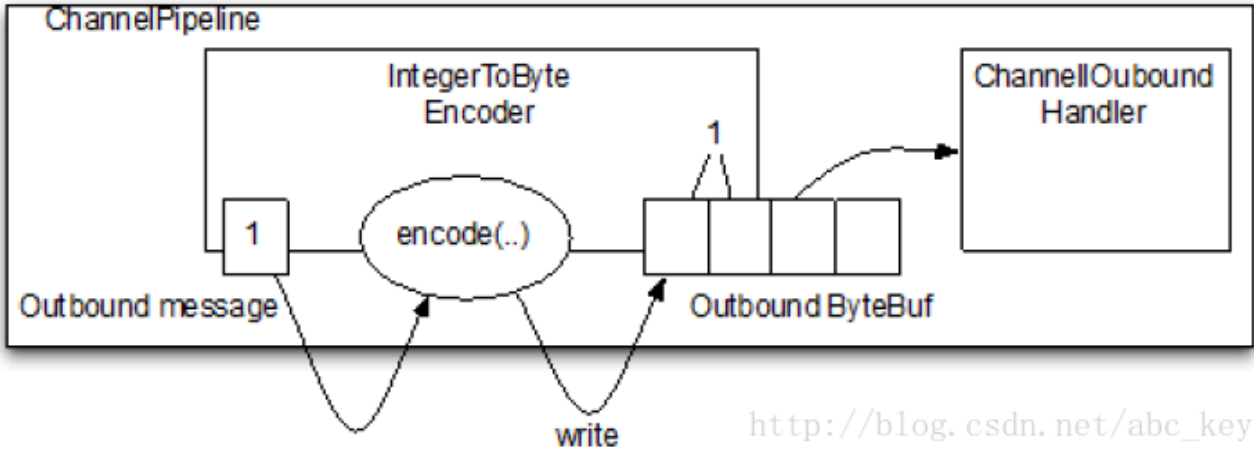 ChannelPipeline
IntegerToByte
Encoder
ChannellOubound
Handler
1
1
encode(..)
Outbound message
Outbound ByteBuf
write
http://blog.csdn.net/abc_key